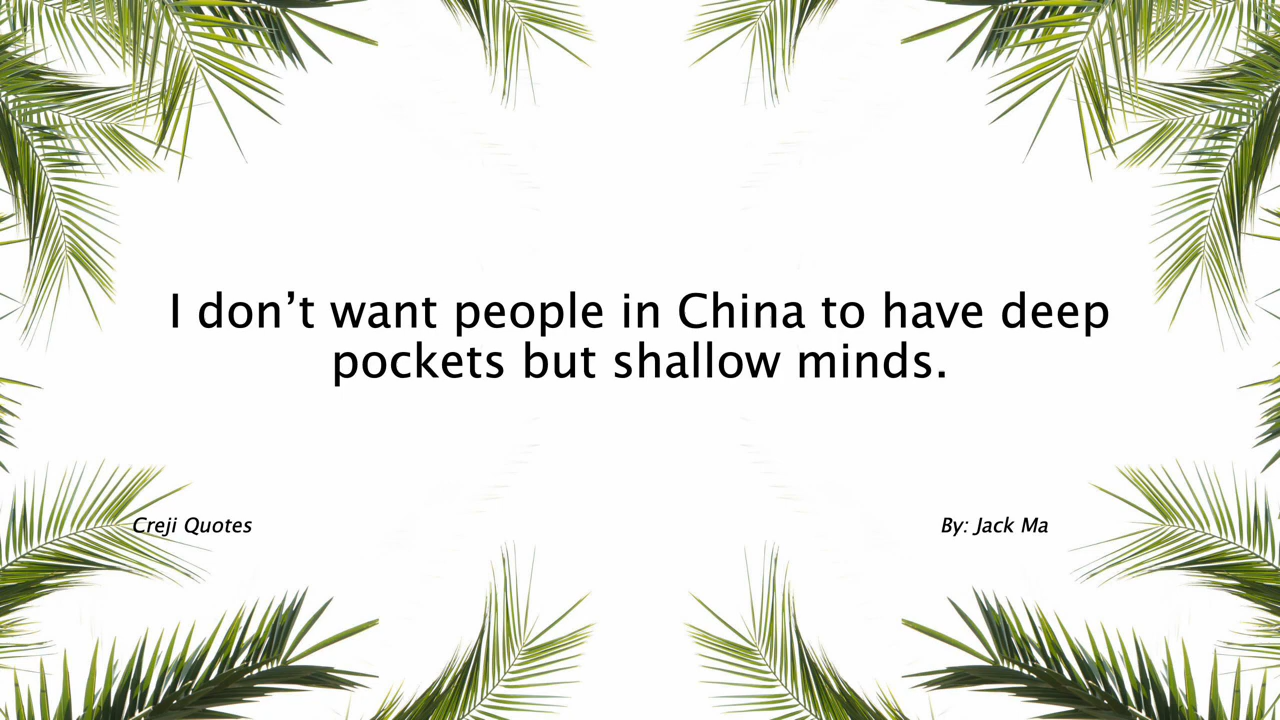 I don’t want people in China to have deep
pockets but shallow minds.
Creji Quotes
By: Jack Ma